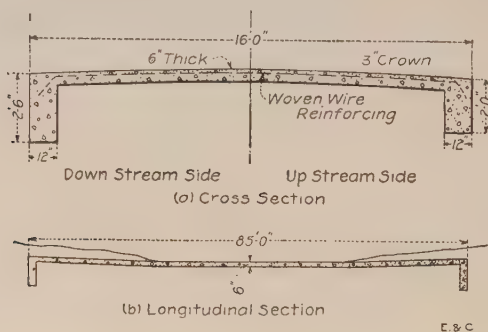 16'-0"
6" Thick
3" Crown
2'-6"
Woven Wire
Reinforcing
2'-0"
12"
12"
Down Stream Side
Up Stream Side
(a) Cross Section
85'-0"
6"
(b) Longitudinal Section
E. & C